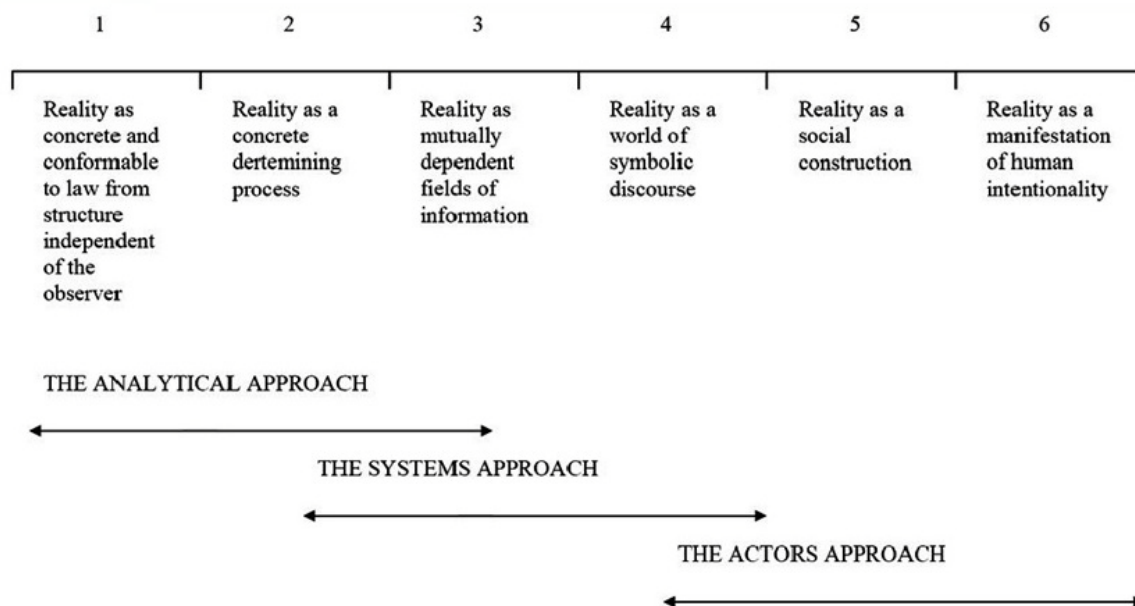 1 2 3 4 5 6
Reality as
concrete and
conformable
to law from
structure
independent
of the
observer
Reality as a
concrete
dertemining
process
Reality as
mutually
dependent
fields of
information
Reality as a
world of
symbolic
discourse
Reality as a
social
construction
Reality as a
manifestation
of human
intentionality
THE ANALYTICAL APPROACH
THE SYSTEMS APPROACH
THE ACTORS APPROACH